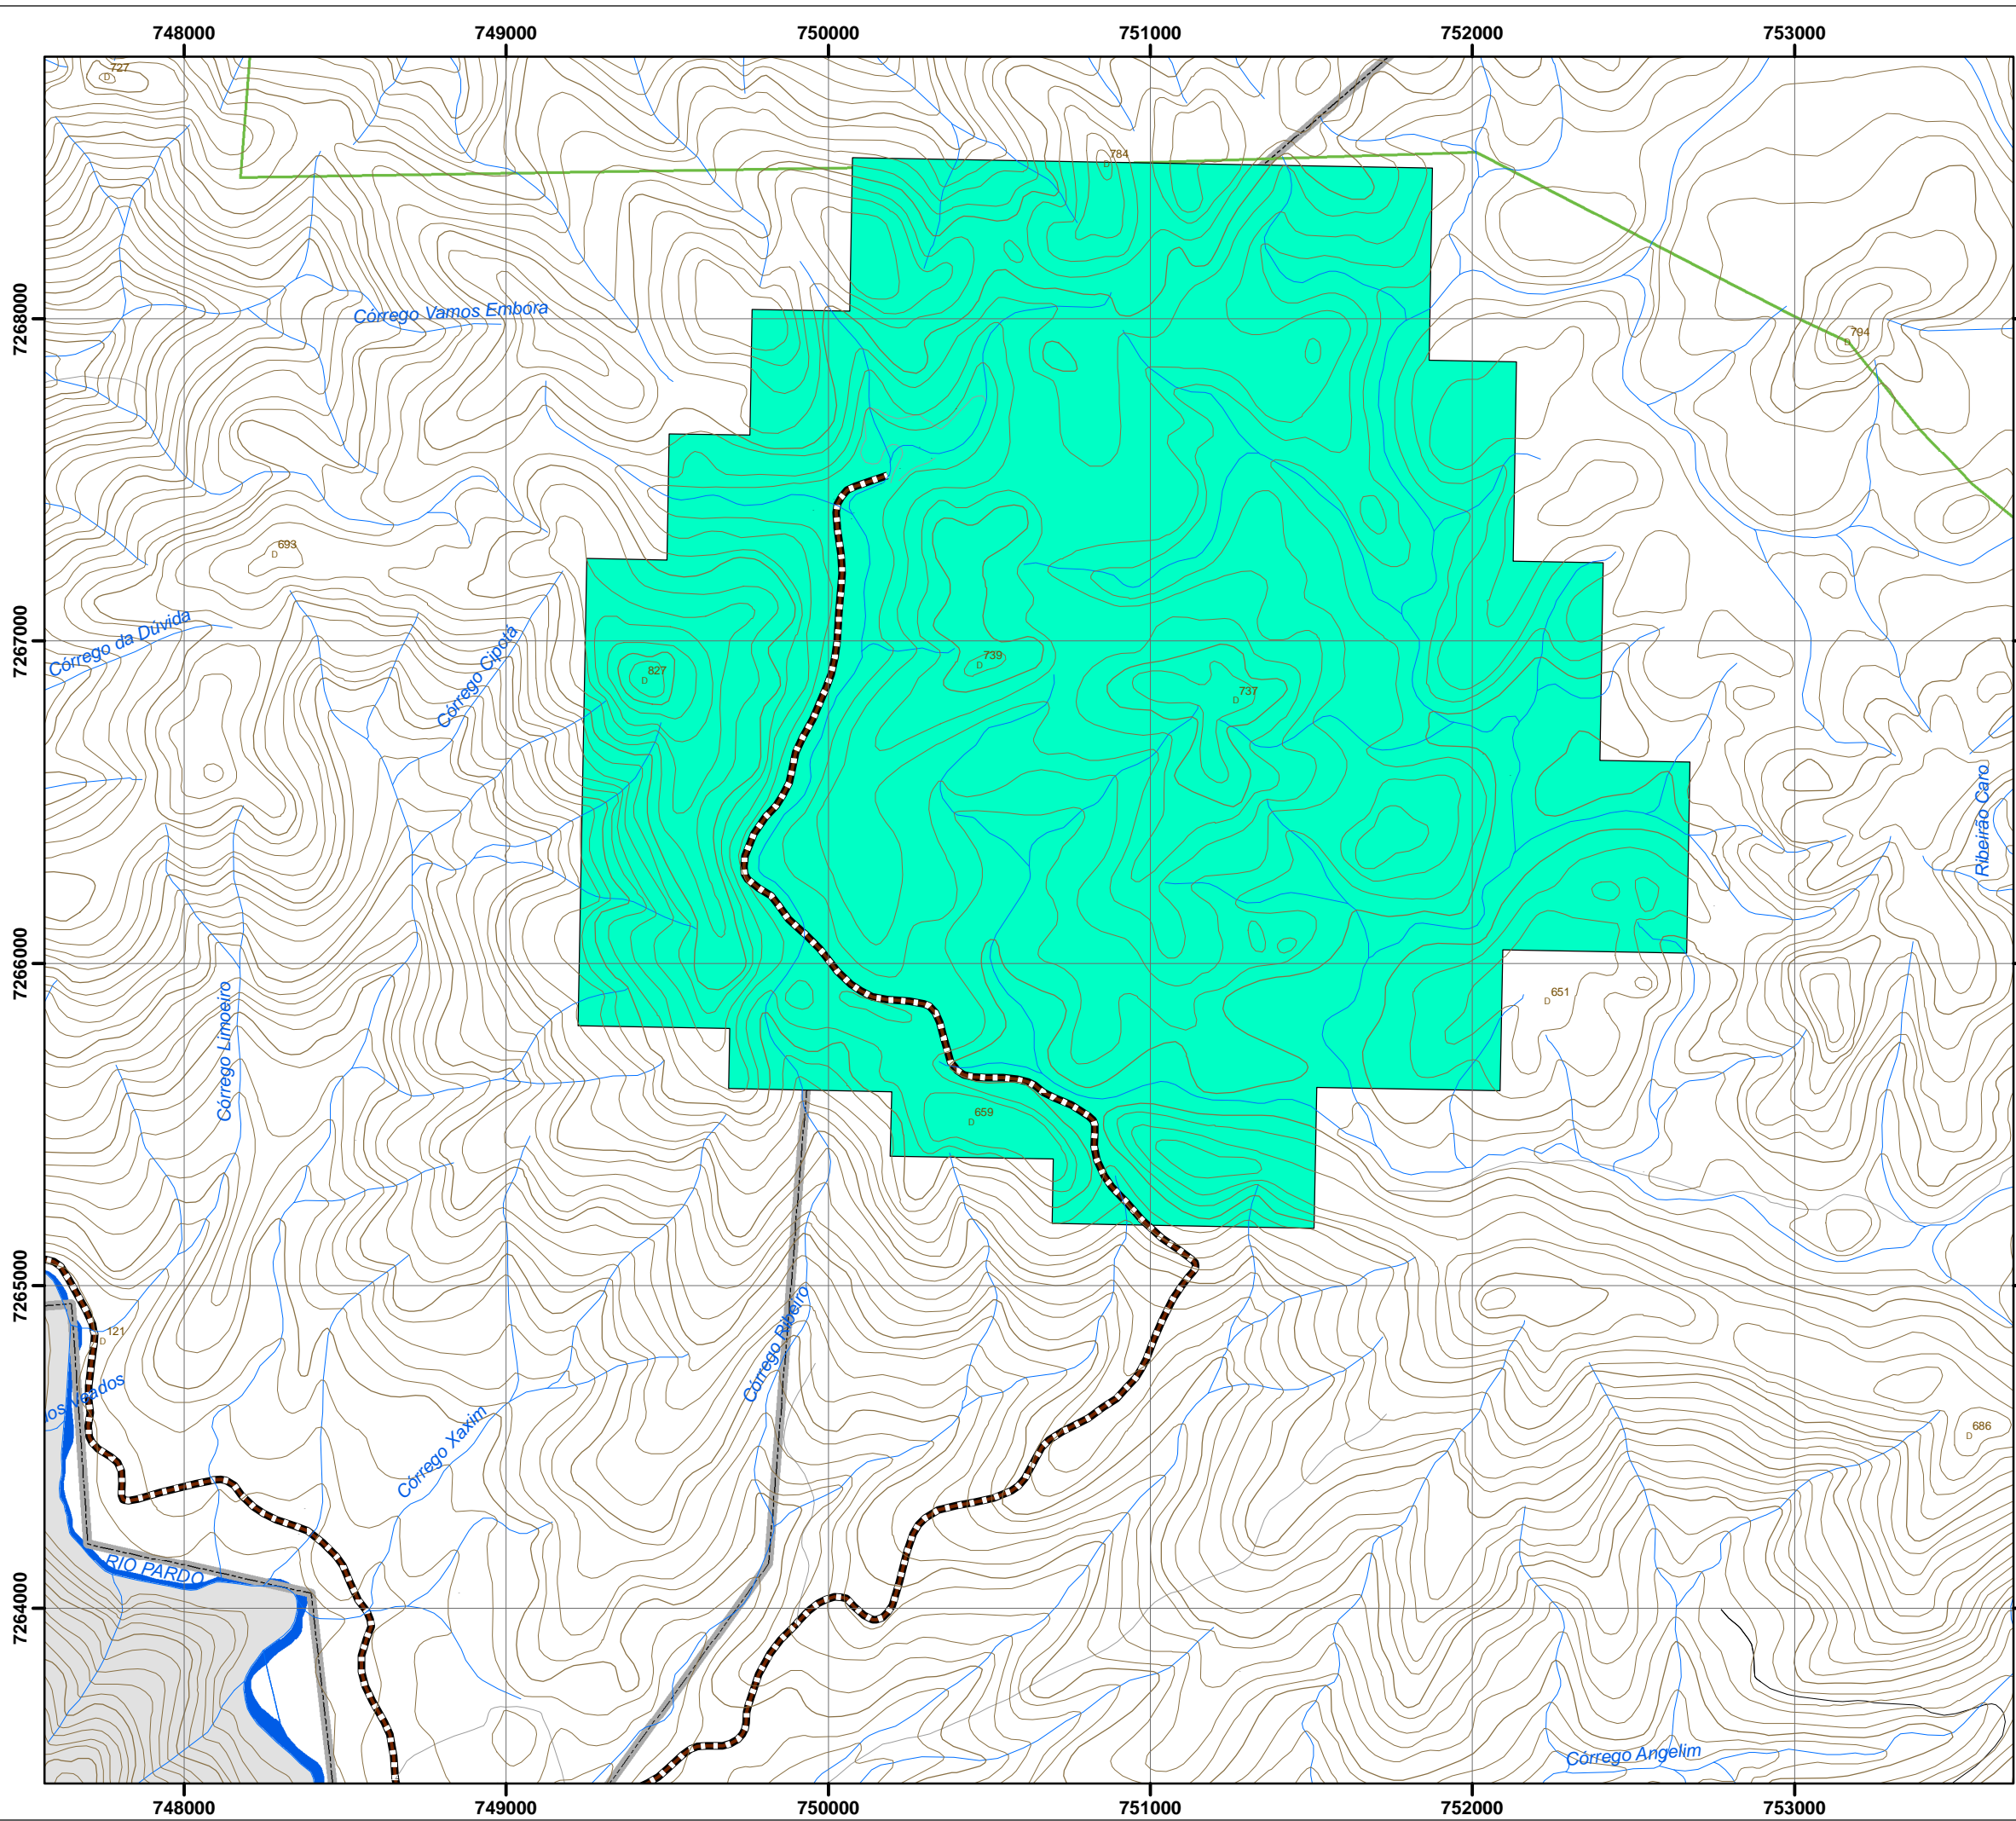 748000 749000 750000 751000 752000 753000
727
784
7268000
Córrego Vamos Embora
794
693
Córrego da Dúvida
7267000
Córrego Cipotá
739
827
737
Ribeirão Caro
7266000
651
Córrego Limoeiro
659
7265000
121
Córrego Ribeiro
los Veados
Córrego Xaxim
686
RIO PARDO
7264000
Córrego Angelim
748000 749000 750000 751000 752000 753000